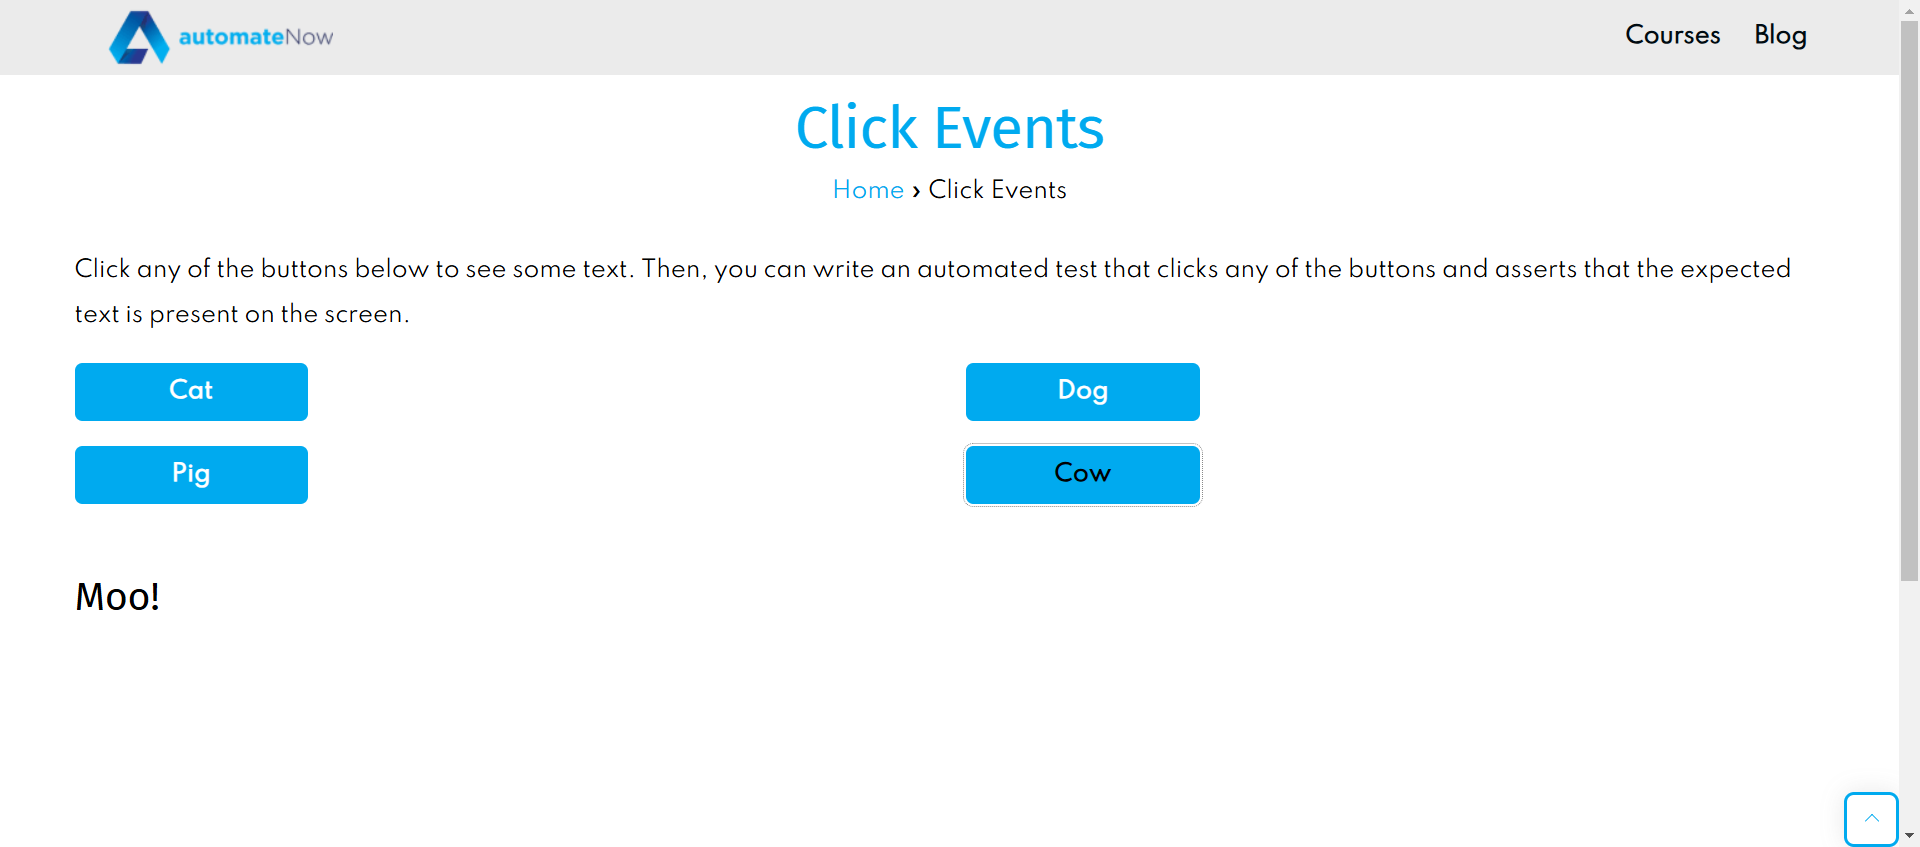 automateNow
Courses Blog
Click Events
Home › Click Events
Click any of the buttons below to see some text. Then, you can write an automated test that clicks any of the buttons and asserts that the expected
text is present on the screen.
Cat Dog
Pig Cow
Moo!